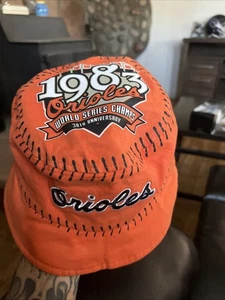 1983
Orioles
WORLD SERIES CHAMPS
30TH ANNIVERSARY
Orioles